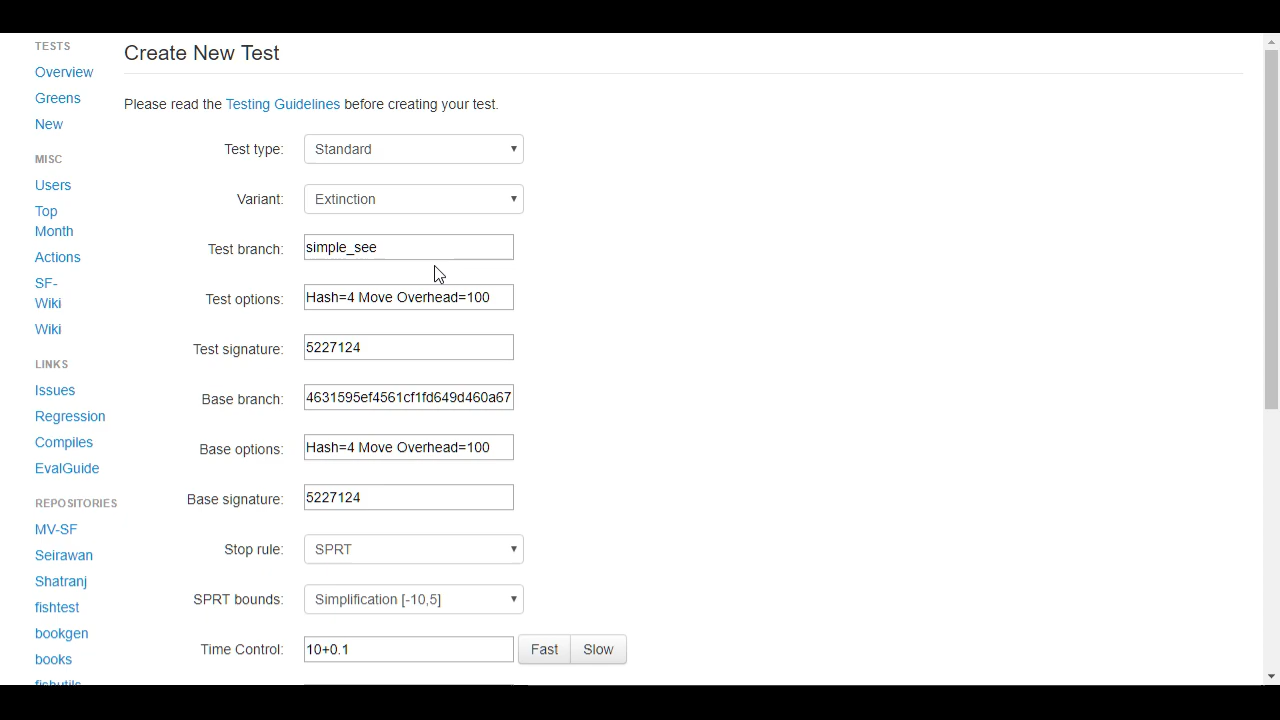 TESTS
Overview
Greens
New
MISC
Users
Top
Month
Actions
SF-
Wiki
Wiki
LINKS
Issues
Regression
Compiles
EvalGuide
REPOSITORIES
MV-SF
Seirawan
Shatranj
fishtest
bookgen
books
fishutils
Create New Test
Please read the Testing Guidelines before creating your test.
Test type: Standard
Variant: Extinction
Test branch: simple_see
Test options: Hash=4 Move Overhead=100
Test signature: 5227124
Base branch: 4631595ef4561cf1fd649d460a67
Base options: Hash=4 Move Overhead=100
Base signature: 5227124
Stop rule: SPRT
SPRT bounds: Simplification [-10,5]
Time Control: 10+0.1 Fast Slow